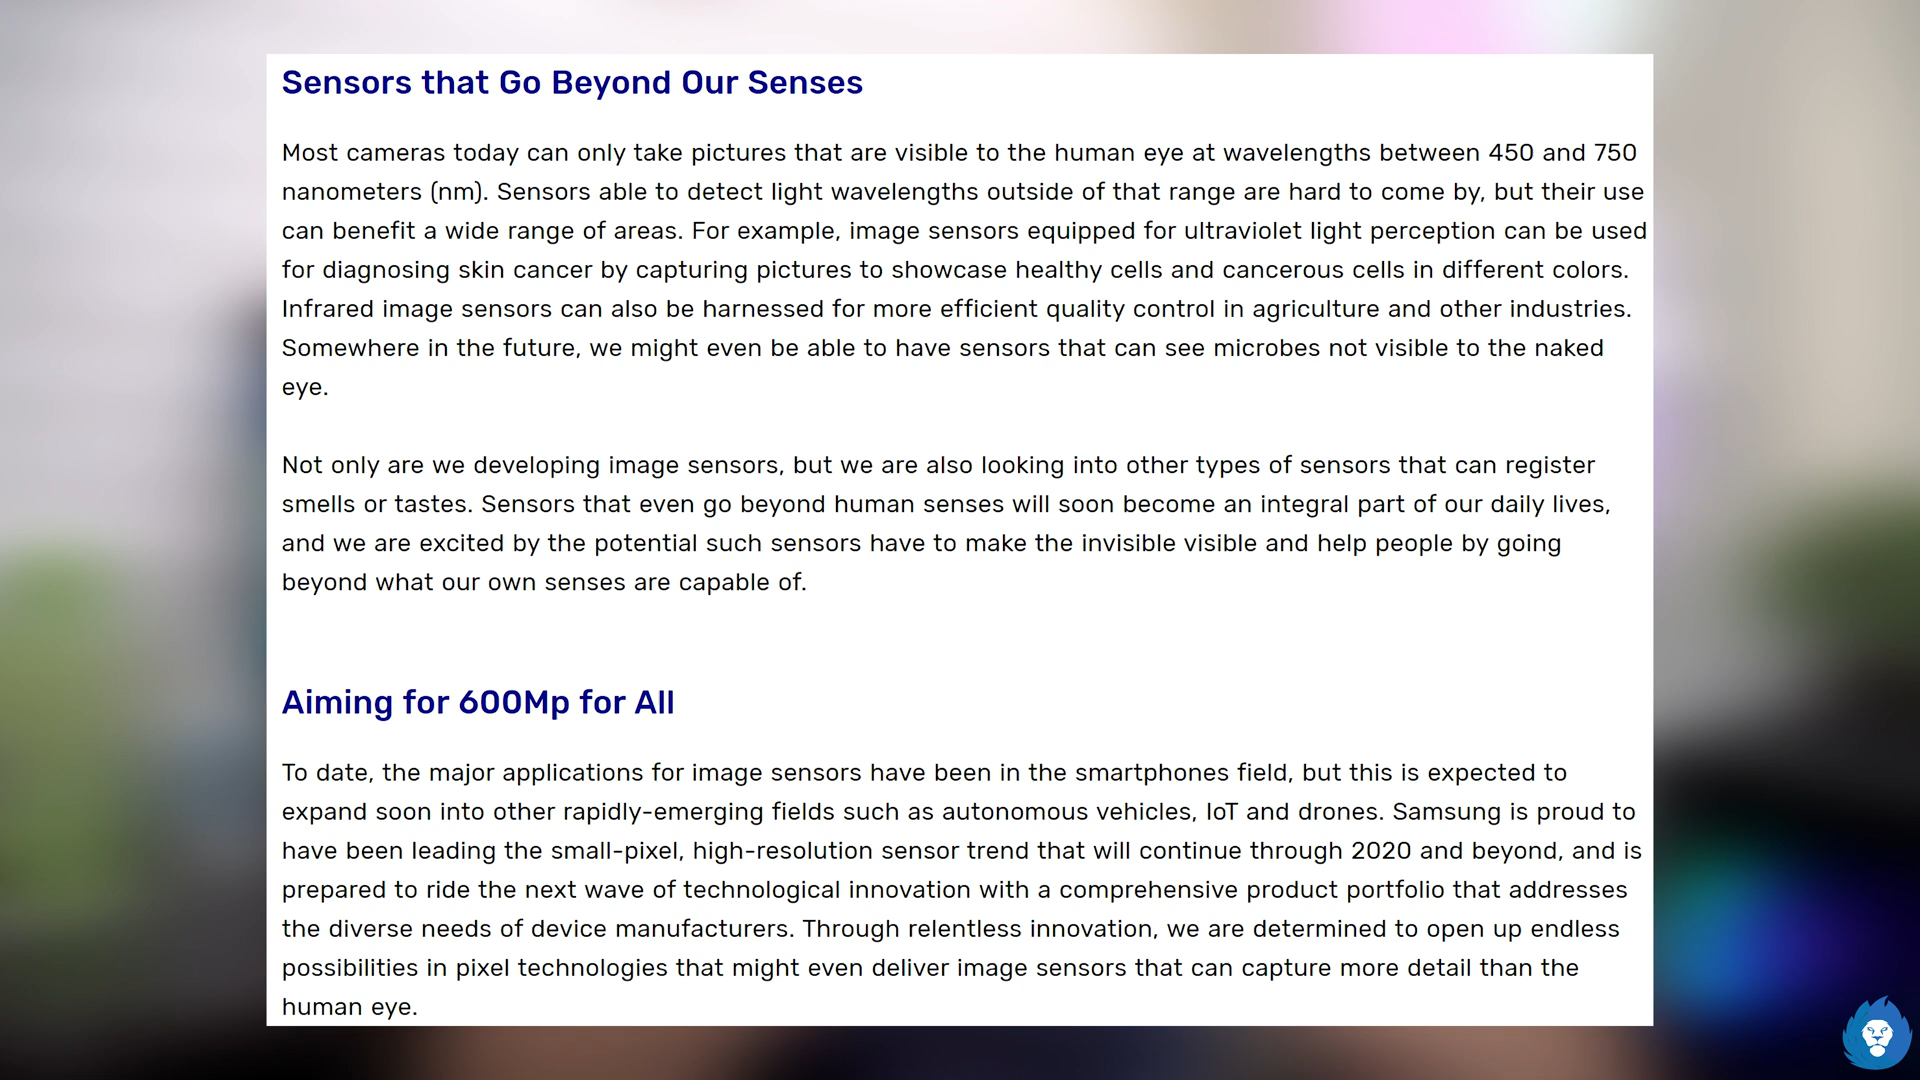 Sensors that Go Beyond Our Senses
Most cameras today can only take pictures that are visible to the human eye at wavelengths between 450 and 750
nanometers (nm). Sensors able to detect light wavelengths outside of that range are hard to come by, but their use
can benefit a wide range of areas. For example, image sensors equipped for ultraviolet light perception can be used
for diagnosing skin cancer by capturing pictures to showcase healthy cells and cancerous cells in different colors.
Infrared image sensors can also be harnessed for more efficient quality control in agriculture and other industries.
Somewhere in the future, we might even be able to have sensors that can see microbes not visible to the naked
eye.
Not only are we developing image sensors, but we are also looking into other types of sensors that can register
smells or tastes. Sensors that even go beyond human senses will soon become an integral part of our daily lives,
and we are excited by the potential such sensors have to make the invisible visible and help people by going
beyond what our own senses are capable of.
Aiming for 600Mp for All
To date, the major applications for image sensors have been in the smartphones field, but this is expected to
expand soon into other rapidly-emerging fields such as autonomous vehicles, IoT and drones. Samsung is proud to
have been leading the small-pixel, high-resolution sensor trend that will continue through 2020 and beyond, and is
prepared to ride the next wave of technological innovation with a comprehensive product portfolio that addresses
the diverse needs of device manufacturers. Through relentless innovation, we are determined to open up endless
possibilities in pixel technologies that might even deliver image sensors that can capture more detail than the
human eye.